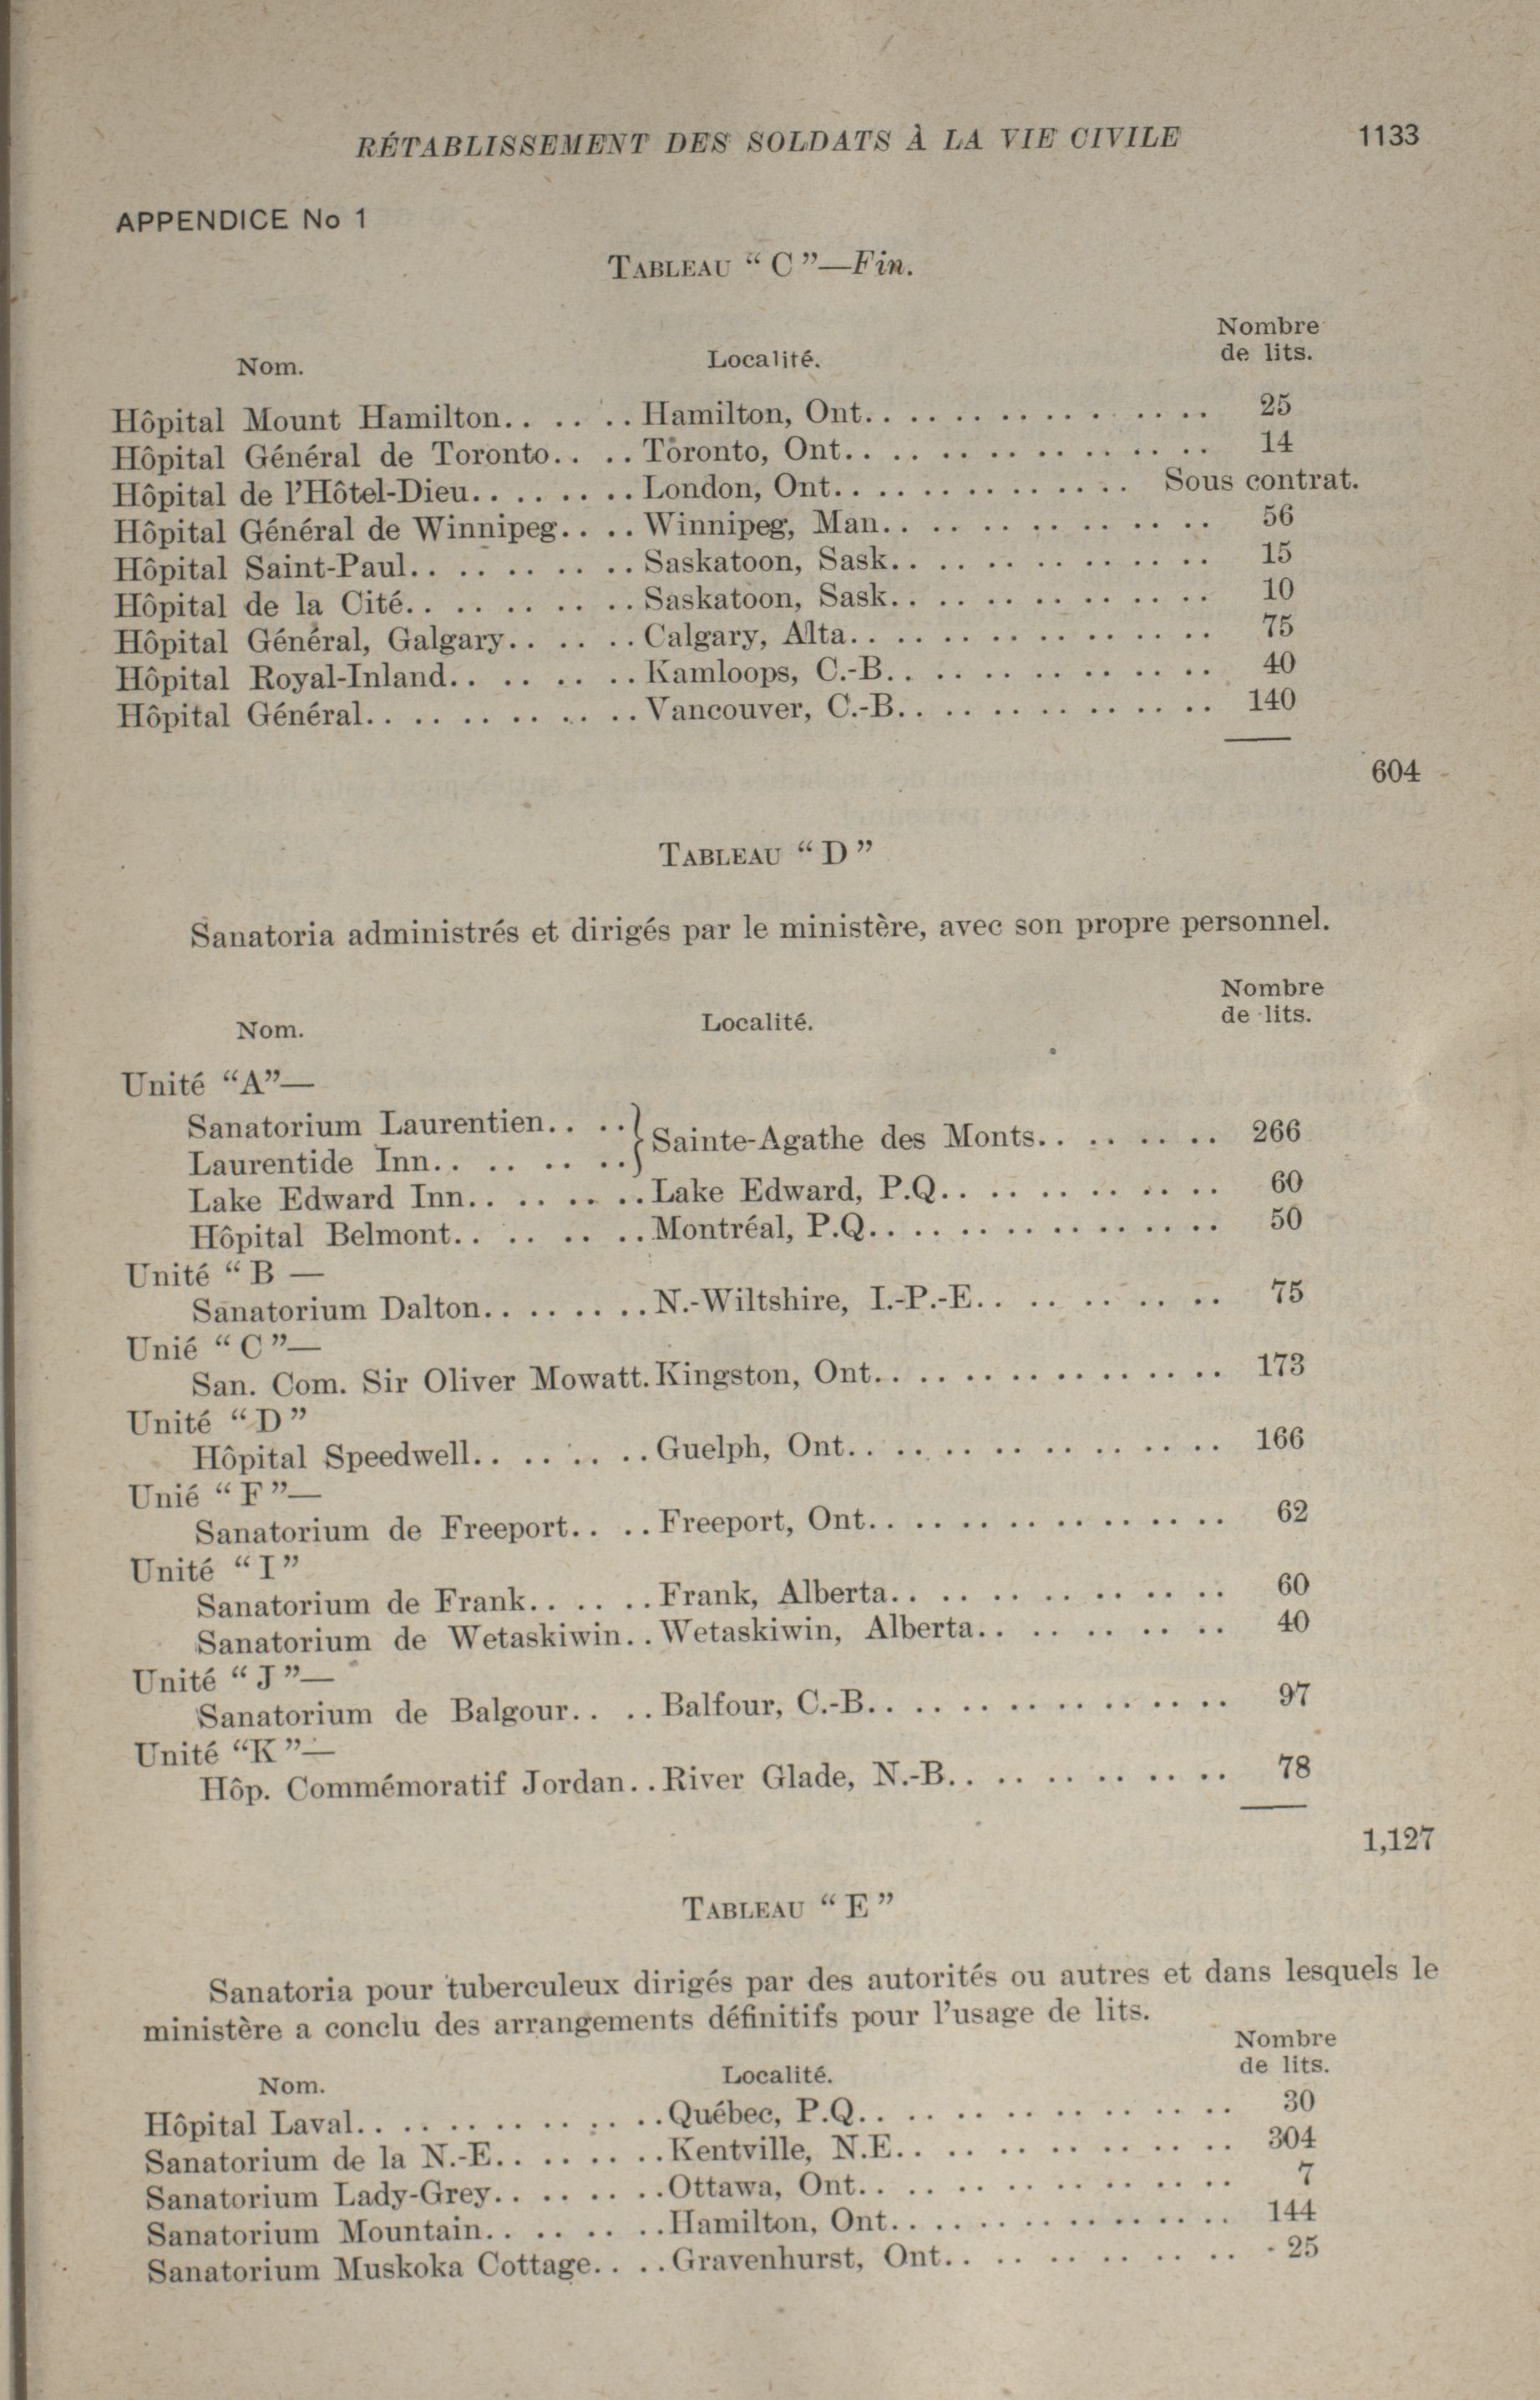 RÉTABLISSEMENT DES SOLDATS À LA VIE CIVILE 1133
APPENDICE No 1
TABLEAU “ C ”—Fin.
Nom. Localité. Nombre de lits.
Hôpital Mount Hamilton. . . . . . Hamilton, Ont. . . . . . . . . . . . . . . 25
Hôpital Général de Toronto. . . . Toronto, Ont. . . . . . . . . . . . . . . . 14
Hôpital de l’Hôtel-Dieu. . . . . . . . London, Ont. . . . . . . . . . . . . Sous contrat.
Hôpital Général de Winnipeg. . . . Winnipeg, Man. . . . . . . . . . . . . . 56
Hôpital Saint-Paul. . . . . . . . . . Saskatoon, Sask. . . . . . . . . . . . . . 15
Hôpital de la Cité. . . . . . . . . . Saskatoon, Sask. . . . . . . . . . . . . . 10
Hôpital Général, Galgary. . . . . . Calgary, Alta. . . . . . . . . . . . . . . . 75
Hôpital Royal-Inland. . . . . . . . Kamloops, C.-B. . . . . . . . . . . . . . 40
Hôpital Général. . . . . . . . . . . . Vancouver, C.-B. . . . . . . . . . . . . . 140
604
TABLEAU “ D ”
Sanatoria administrés et dirigés par le ministère, avec son propre personnel.
Nom. Localité. Nombre de lits.
Unité “A”—
Sanatorium Laurentien. . . . } Sainte-Agathe des Monts. . . . . . . . 266
Laurentide Inn. . . . . . . .
Lake Edward Inn. . . . . . . . Lake Edward, P.Q. . . . . . . . . . . . 60
Hôpital Belmont. . . . . . . . Montréal, P.Q. . . . . . . . . . . . . . . 50
Unité “ B —
Sanatorium Dalton. . . . . . . . N.-Wiltshire, I.-P.-E. . . . . . . . . . 75
Unié “ C ”—
San. Com. Sir Oliver Mowatt. Kingston, Ont. . . . . . . . . . . . . . . 173
Unité “ D ”
Hôpital Speedwell. . . . . . . . Guelph, Ont. . . . . . . . . . . . . . . . 166
Unié “ F ”—
Sanatorium de Freeport. . . . Freeport, Ont. . . . . . . . . . . . . . . 62
Unité “ I ”
Sanatorium de Frank. . . . . . Frank, Alberta. . . . . . . . . . . . . . 60
Sanatorium de Wetaskiwin. . Wetaskiwin, Alberta. . . . . . . . . . 40
Unité “ J ”—
Sanatorium de Balgour. . . . Balfour, C.-B. . . . . . . . . . . . . . . 97
Unité “K ”—
Hôp. Commémoratif Jordan. . River Glade, N.-B. . . . . . . . . . . 78
1,127
TABLEAU “ E ”
Sanatoria pour tuberculeux dirigés par des autorités ou autres et dans lesquels le
ministère a conclu des arrangements définitifs pour l’usage de lits.
Nom. Localité. Nombre de lits.
Hôpital Laval. . . . . . . . . . . . . Québec, P.Q. . . . . . . . . . . . . . . 30
Sanatorium de la N.-E. . . . . . . . Kentville, N.E. . . . . . . . . . . . . . 304
Sanatorium Lady-Grey. . . . . . . . Ottawa, Ont. . . . . . . . . . . . . . . 7
Sanatorium Mountain. . . . . . . . Hamilton, Ont. . . . . . . . . . . . . . 144
Sanatorium Muskoka Cottage. . . . Gravenhurst, Ont. . . . . . . . . . . 25